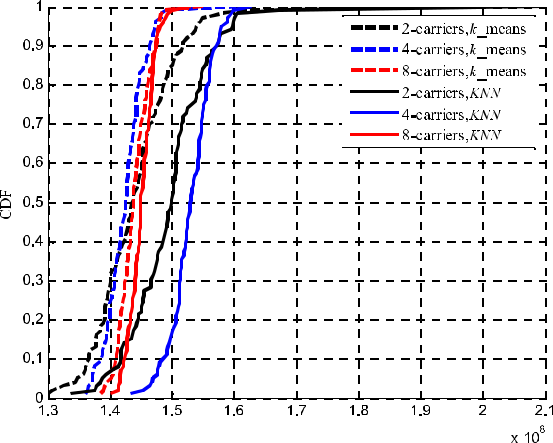 1
0,9
0,8
0,7
0,6
0,5
0,4
0,3
0,2
0,1
0
CDF
2-carriers,k_means
4-carriers,k_means
8-carriers,k_means
2-carriers,KNN
4-carriers,KNN
8-carriers,KNN
1.3 1.4 1.5 1.6 1.7 1.8 1.9 2 2.1
x 10⁸